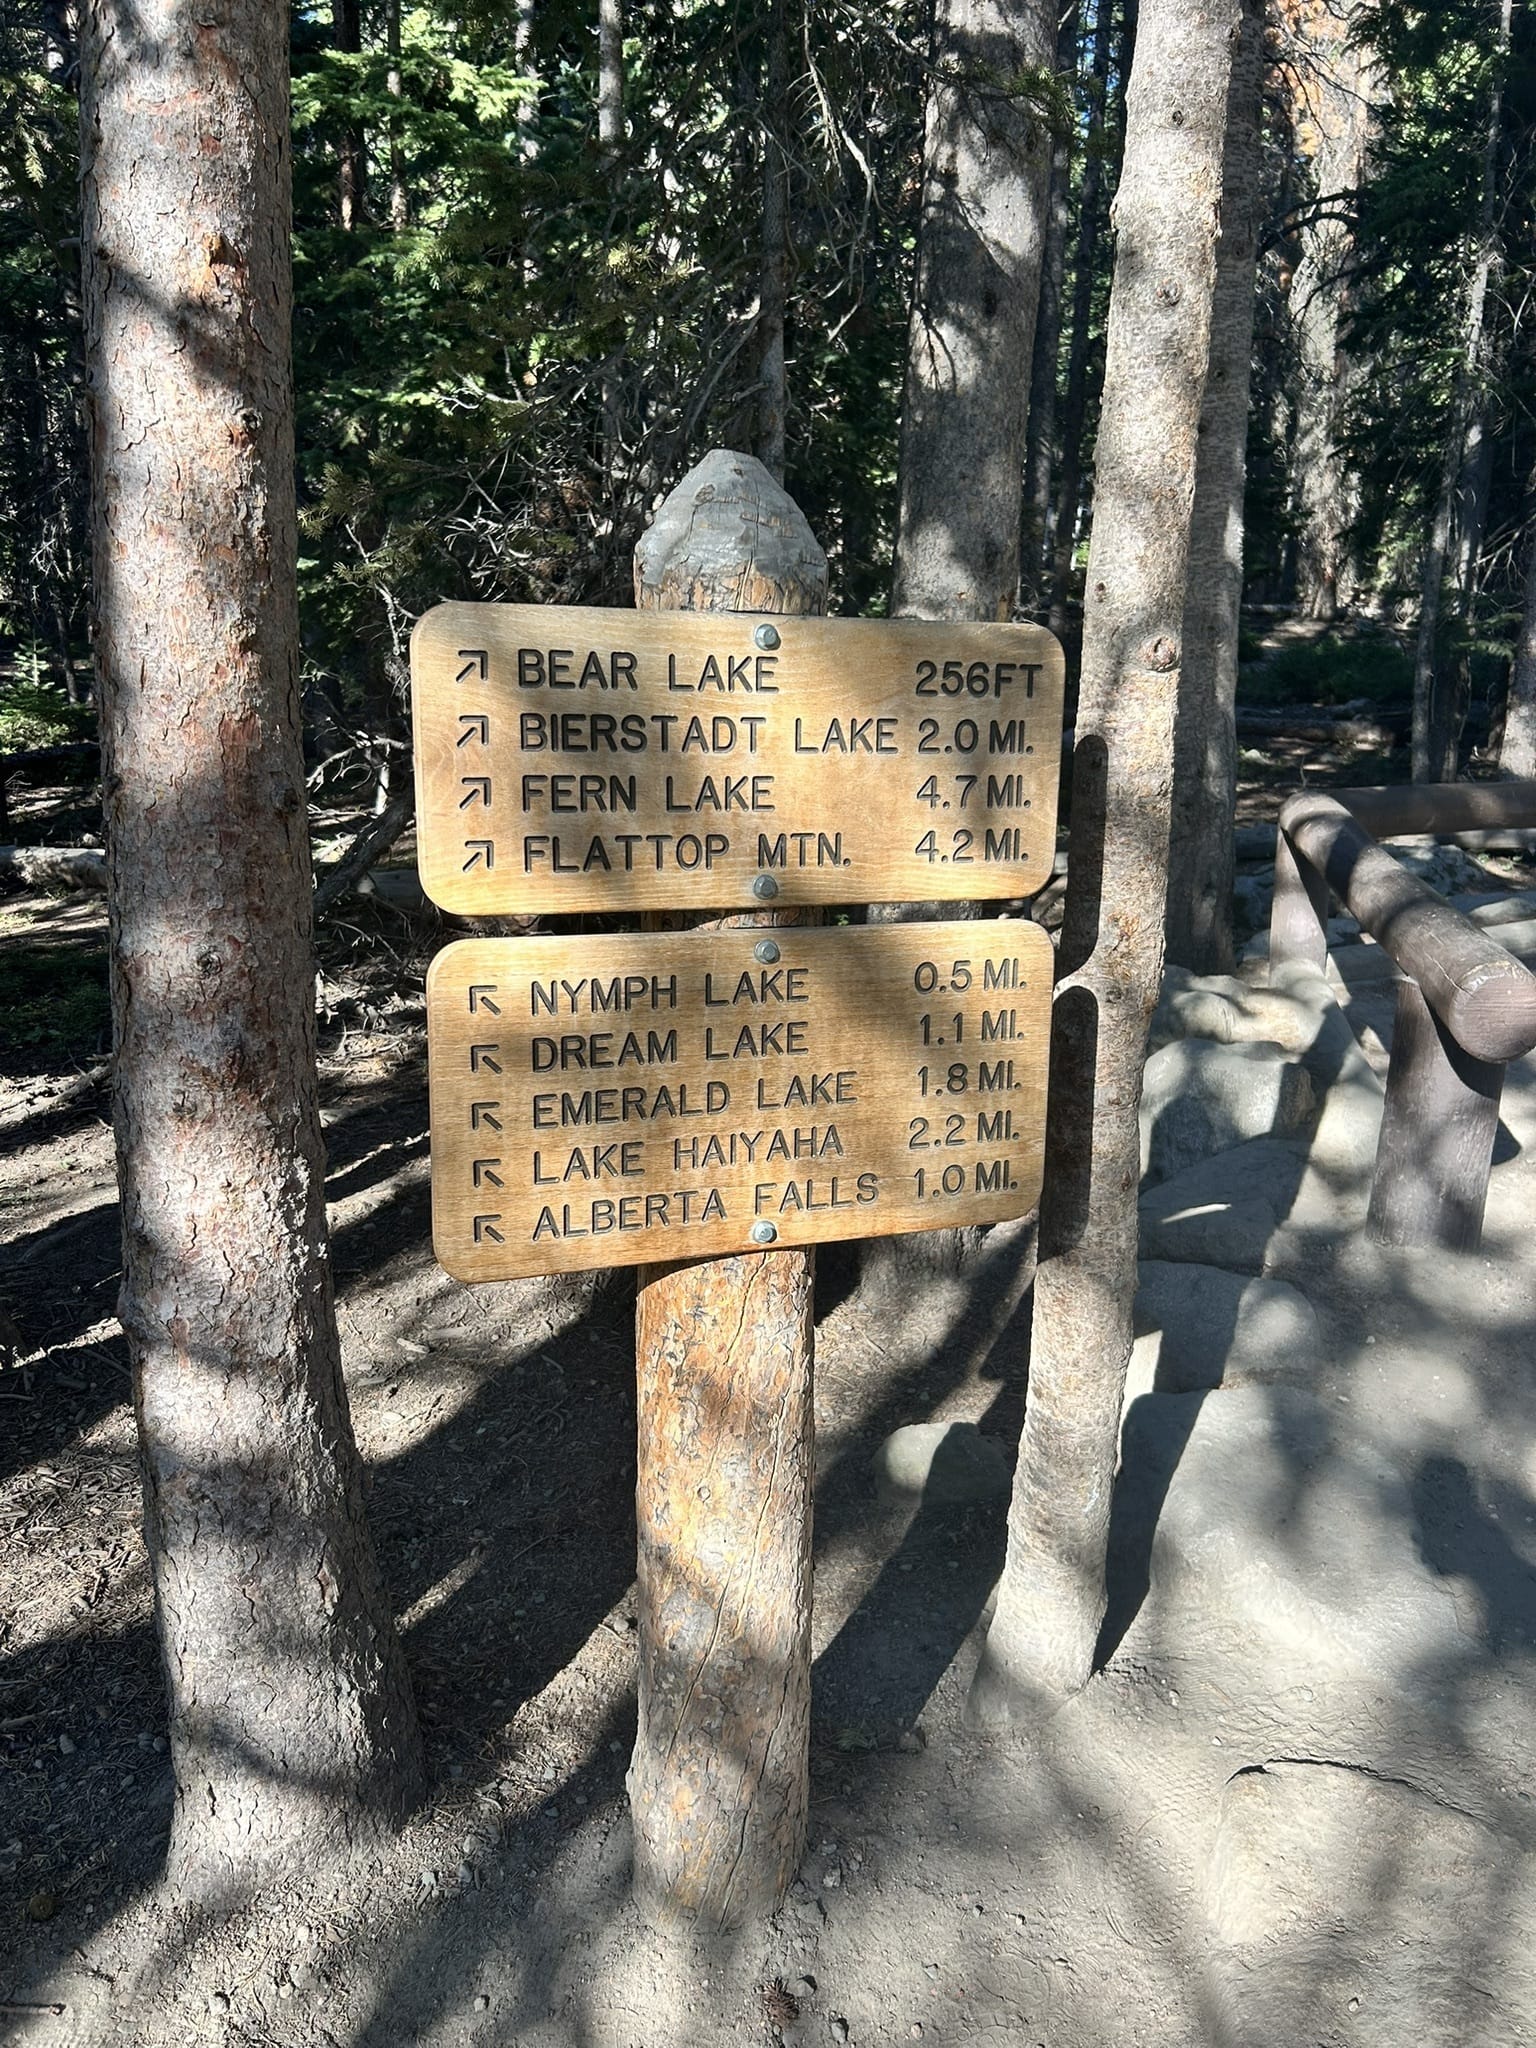 ↗ BEAR LAKE 256FT
↗ BIERSTADT LAKE 2.0 MI.
↗ FERN LAKE 4.7 MI.
↗ FLATTOP MTN. 4.2 MI.
↖ NYMPH LAKE 0.5 MI.
↖ DREAM LAKE 1.1 MI.
↖ EMERALD LAKE 1.8 MI.
↖ LAKE HAIYAHA 2.2 MI.
↖ ALBERTA FALLS 1.0 MI.